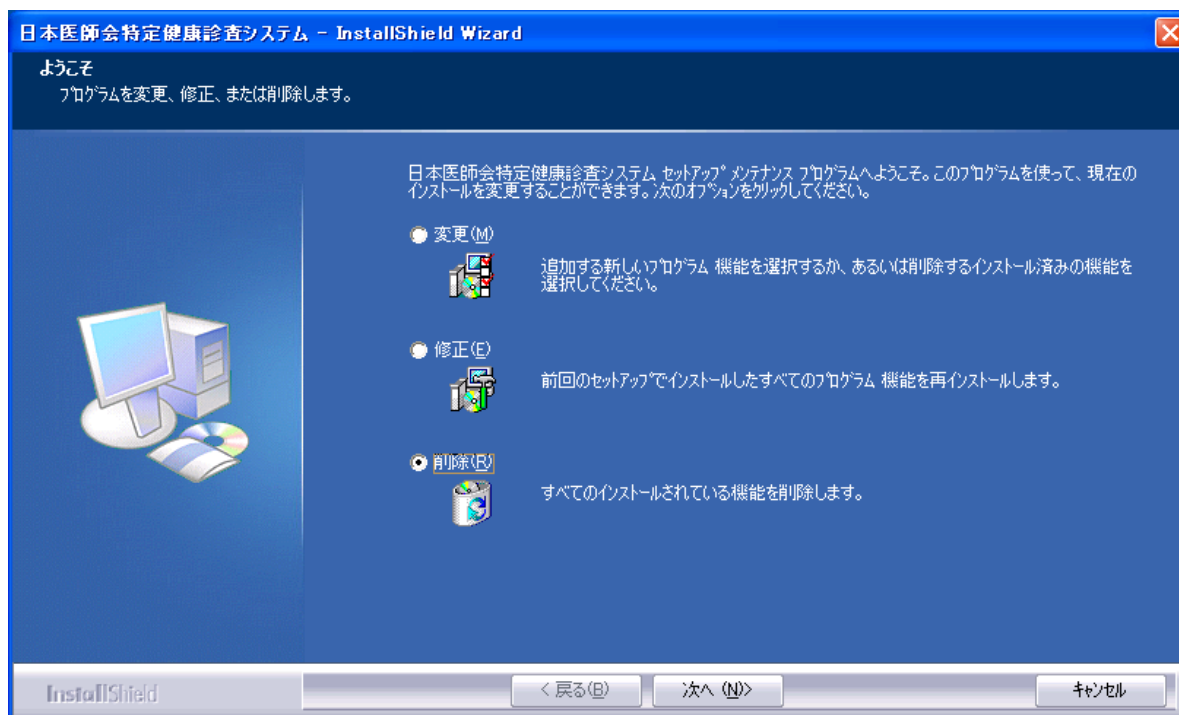 日本医師会特定健康診査システム - InstallShield Wizard
ようこそ
プログラムを変更、修正、または削除します。
日本医師会特定健康診査システム セットアップ メンテナンス プログラムへようこそ。このプログラムを使って、現在の
インストールを変更することができます。次のオプションをクリックしてください。
変更(M)
追加する新しいプログラム 機能を選択するか、あるいは削除するインストール済みの機能を
選択してください。
修正(E)
前回のセットアップでインストールしたすべてのプログラム 機能を再インストールします。
削除(R)
すべてのインストールされている機能を削除します。
InstallShield
< 戻る(B)
次へ (N)>
キャンセル